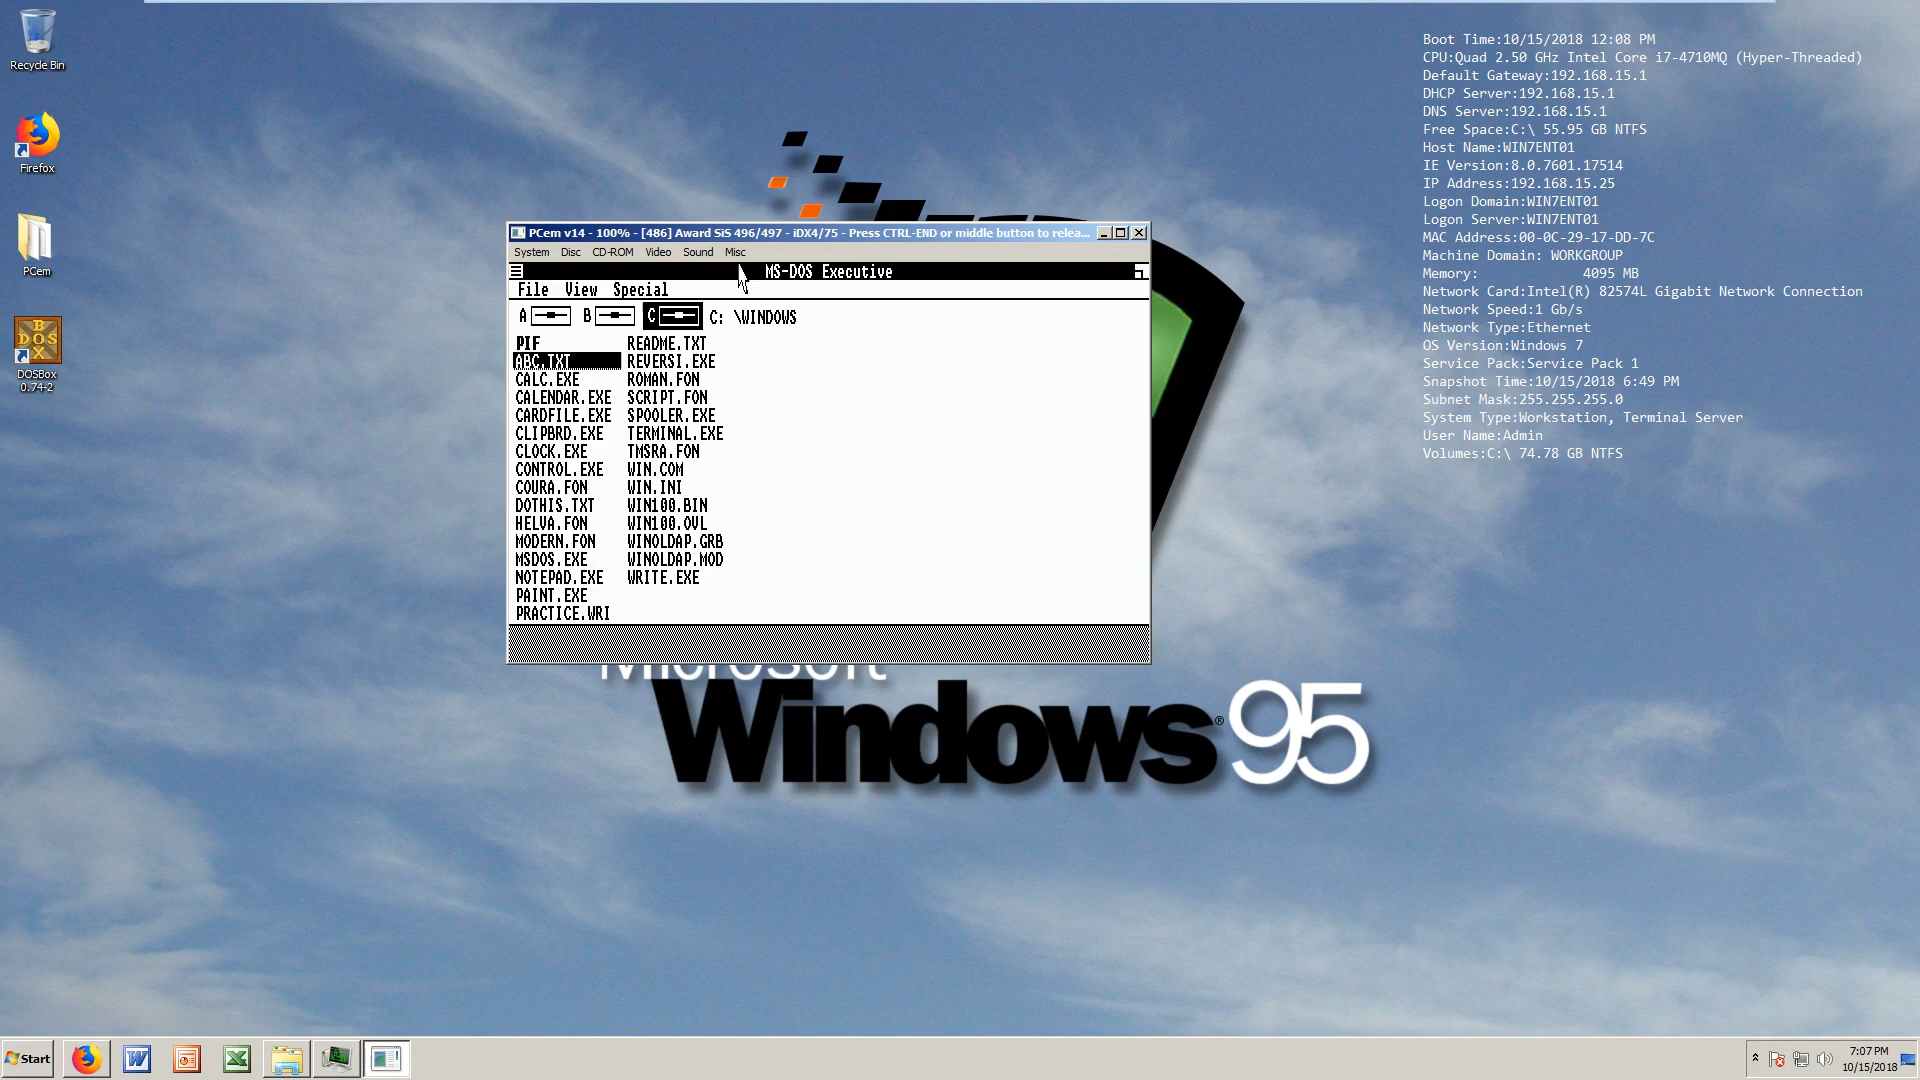 Recycle Bin
Firefox
PCem
DOSBox
0.74-2
Boot Time:10/15/2018 12:08 PM
CPU:Quad 2.50 GHz Intel Core i7-4710MQ (Hyper-Threaded)
Default Gateway:192.168.15.1
DHCP Server:192.168.15.1
DNS Server:192.168.15.1
Free Space:C:\ 55.95 GB NTFS
Host Name:WIN7ENT01
IE Version:8.0.7601.17514
IP Address:192.168.15.25
Logon Domain:WIN7ENT01
Logon Server:WIN7ENT01
MAC Address:00-0C-29-17-DD-7C
Machine Domain: WORKGROUP
Memory: 4095 MB
Network Card:Intel(R) 82574L Gigabit Network Connection
Network Speed:1 Gb/s
Network Type:Ethernet
OS Version:Windows 7
Service Pack:Service Pack 1
Snapshot Time:10/15/2018 6:49 PM
Subnet Mask:255.255.255.0
System Type:Workstation, Terminal Server
User Name:Admin
Volumes:C:\ 74.78 GB NTFS
PCem v14 - 100% - [486] Award SiS 496/497 - iDX4/75 - Press CTRL-END or middle button to relea...
System Disc CD-ROM Video Sound Misc
MS-DOS Executive
File View Special
A B C C: \WINDOWS
PIF README.TXT
ABC.TXT REVERSI.EXE
CALC.EXE ROMAN.FON
CALENDAR.EXE SCRIPT.FON
CARDFILE.EXE SPOOLER.EXE
CLIPBRD.EXE TERMINAL.EXE
CLOCK.EXE TMSRA.FON
CONTROL.EXE WIN.COM
COURA.FON WIN.INI
DOTHIS.TXT WIN100.BIN
HELVA.FON WIN100.OVL
MODERN.FON WINOLDAP.GRB
MSDOS.EXE WINOLDAP.MOD
NOTEPAD.EXE WRITE.EXE
PAINT.EXE
PRACTICE.WRI
Microsoft
Windows® 95
Start
7:07 PM
10/15/2018